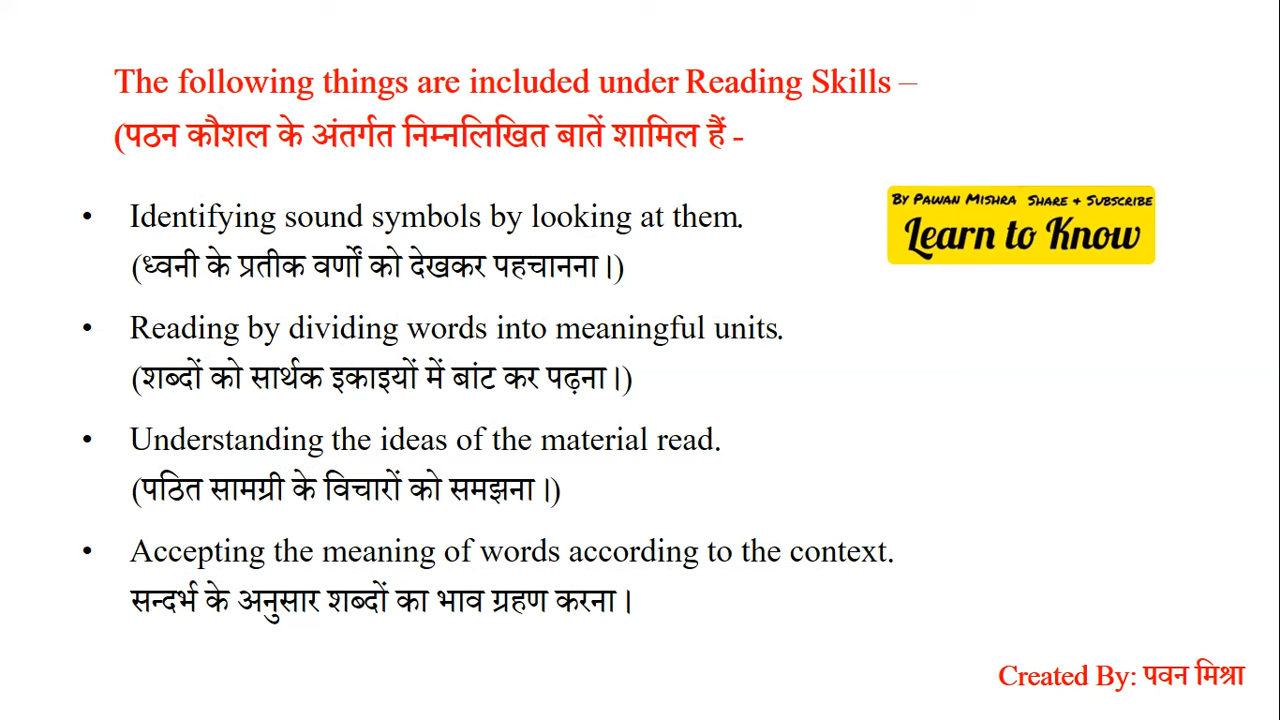 The following things are included under Reading Skills –
(पठन कौशल के अंतर्गत निम्नलिखित बातें शामिल हैं -
By Pawan Mishra Share & Subscribe
Learn to Know
• Identifying sound symbols by looking at them.
(ध्वनी के प्रतीक वर्णों को देखकर पहचानना।)
• Reading by dividing words into meaningful units.
(शब्दों को सार्थक इकाइयों में बांट कर पढ़ना।)
• Understanding the ideas of the material read.
(पठित सामग्री के विचारों को समझना।)
• Accepting the meaning of words according to the context.
सन्दर्भ के अनुसार शब्दों का भाव ग्रहण करना।
Created By: पवन मिश्रा